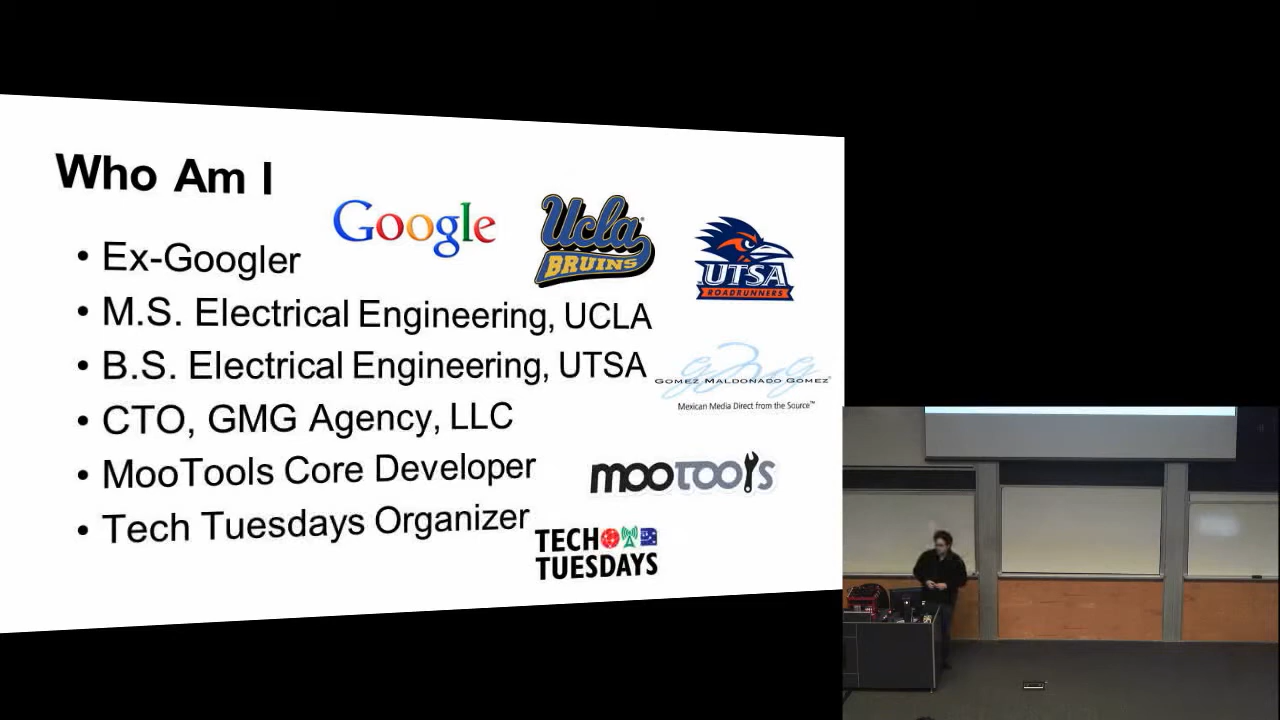 Who Am I
Google
Ucla
BRUINS
UTSA
ROADRUNNERS
• Ex-Googler
• M.S. Electrical Engineering, UCLA
• B.S. Electrical Engineering, UTSA
GMG
GOMEZ MALDONADO GOMEZ®
Mexican Media Direct from the Source™
• CTO, GMG Agency, LLC
• MooTools Core Developer
mootools
• Tech Tuesdays Organizer
TECH
TUESDAYS